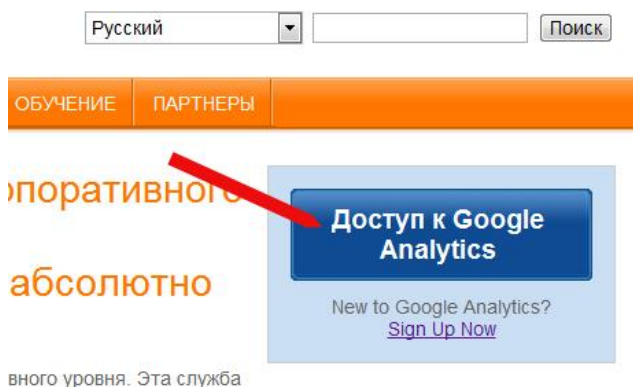 Русский
Поиск
ОБУЧЕНИЕ ПАРТНЕРЫ
рпоративного
абсолютно
вного уровня. Эта служба
Доступ к Google
Analytics
New to Google Analytics?
Sign Up Now